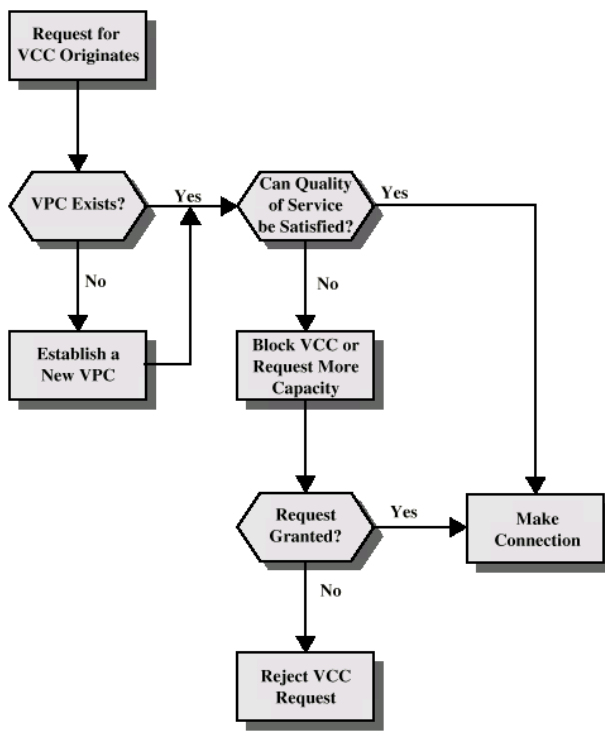 Request for
VCC Originates
VPC Exists?
Yes
Can Quality
of Service
be Satisfied?
Yes
No
No
Establish a
New VPC
Block VCC or
Request More
Capacity
Request
Granted?
Yes
Make
Connection
No
Reject VCC
Request